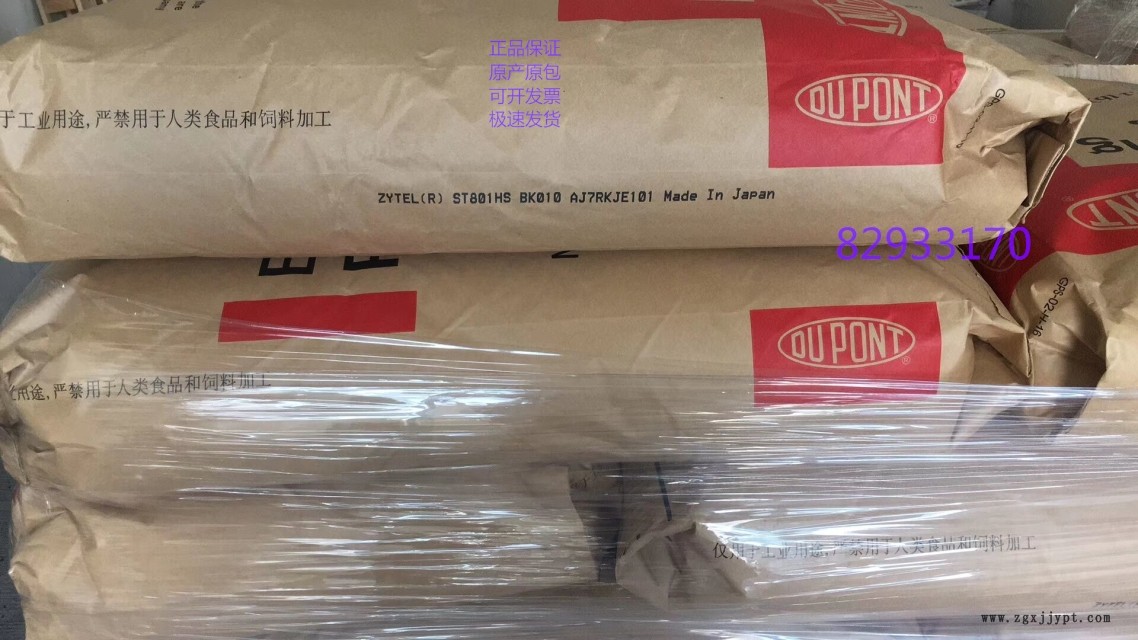 正品保证
原产原包
可开发票
极速发货
DU PONT®
于工业用途,严禁用于人类食品和饲料加工
ZYTEL(R) ST801HS BK010 AJ7RKJE101 Made In Japan
82933170
DU PONT®
GPS-02-H-16
用途,严禁用于人类食品和饲料加工
仅用于工业用途,严禁用于人类食品和饲料加工
www.zgxjjypt.com